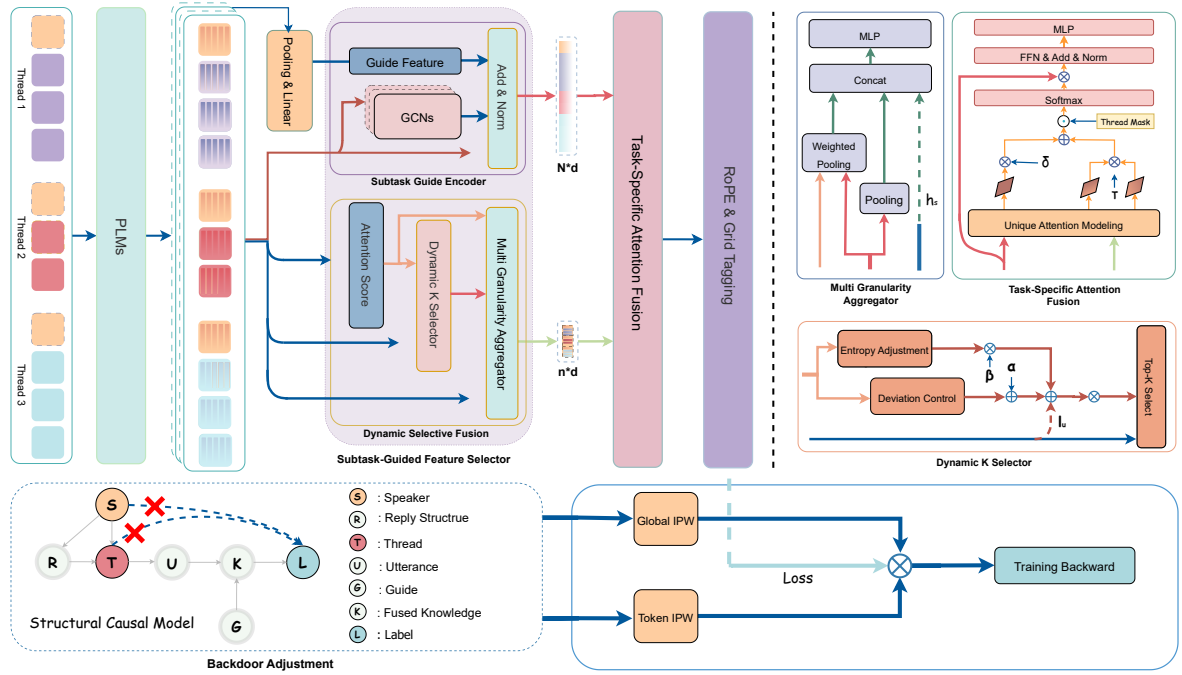 Thread 1
Thread 2
Thread 3
PLMs
Pooling & Linear
Guide Feature
GCNs
Add & Norm
Subtask Guide Encoder
Attention Score
Dynamic K Selector
Multi Granularity Aggregator
Dynamic Selective Fusion
Subtask-Guided Feature Selector
N*d
n*d
Task-Specific Attention Fusion
RoPE & Grid Tagging
MLP
Concat
Weighted
Pooling
Pooling
hₛ
Multi Granularity
Aggregator
MLP
FFN & Add & Norm
Softmax
Thread Mask
δ
T
Unique Attention Modeling
Task-Specific Attention
Fusion
Entropy Adjustment
β
α
Deviation Control
Iᵤ
Top-K Select
Dynamic K Selector
S
R
T
U
K
L
G
Structural Causal Model
S : Speaker
R : Reply Structrue
T : Thread
U : Utterance
G : Guide
K : Fused Knowledge
L : Label
Backdoor Adjustment
Global IPW
Token IPW
Loss
Training Backward